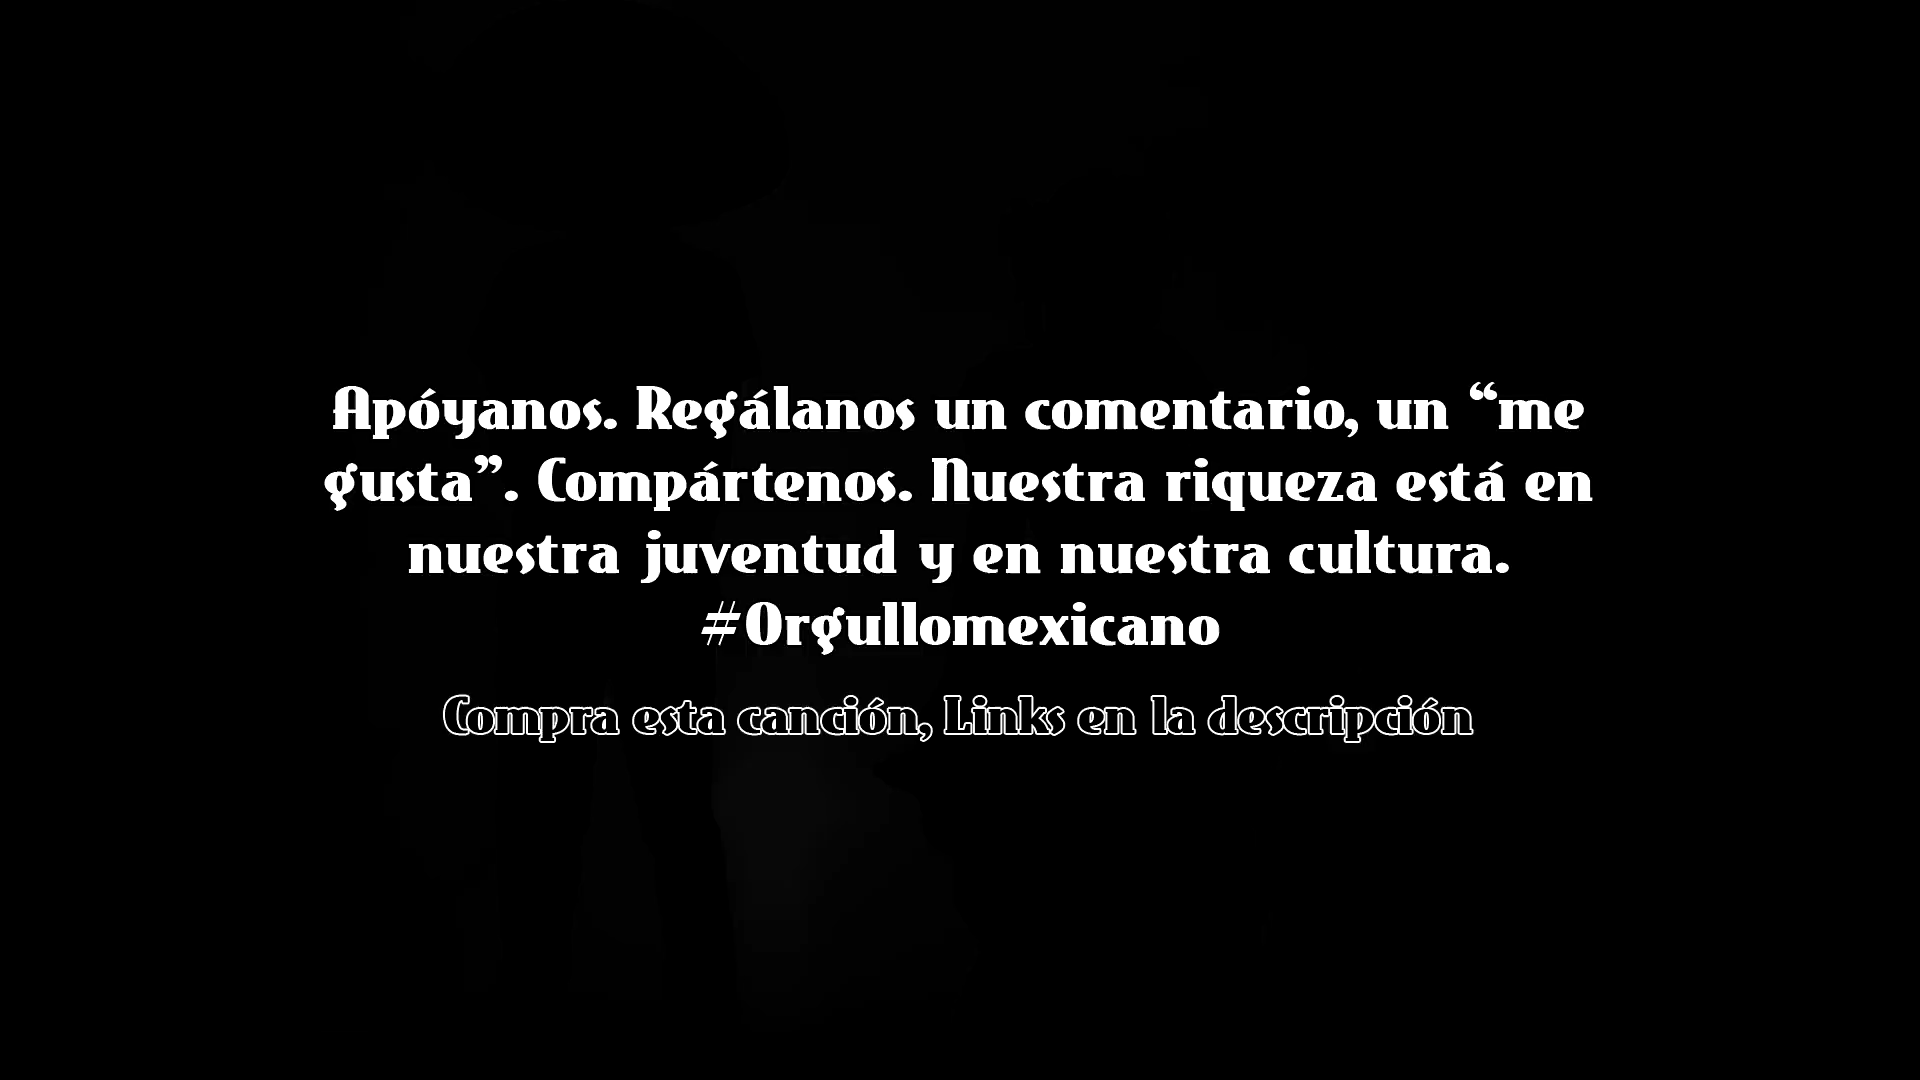 Apóyanos. Regálanos un comentario, un “me
gusta”. Compártenos. Nuestra riqueza está en
nuestra juventud y en nuestra cultura.
#Orgullomexicano
Compra esta canción, Links en la descripción